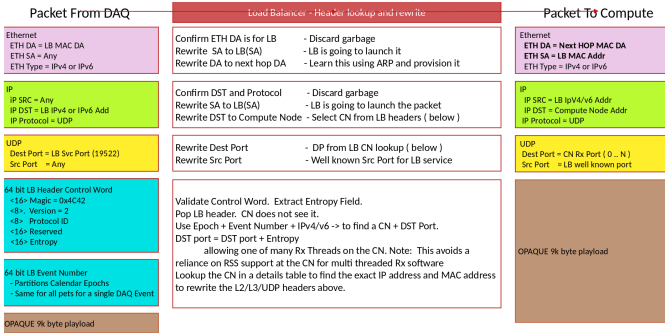 Packet From DAQ
Load Balancer - Header lookup and rewrite
Packet To Compute
Ethernet
ETH DA = LB MAC DA
ETH SA = Any
ETH Type = IPv4 or IPv6
Confirm ETH DA is for LB - Discard garbage
Rewrite SA to LB(SA) - LB is going to launch it
Rewrite DA to next hop DA - Learn this using ARP and provision it
Ethernet
ETH DA = Next HOP MAC DA
ETH SA = LB MAC Addr
ETH Type = IPv4 or IPv6
IP
iP SRC = Any
IP DST = LB IPv4 or IPv6 Add
IP Protocol = UDP
Confirm DST and Protocol - Discard garbage
Rewrite SA to LB(SA) - LB is going to launch the packet
Rewrite DST to Compute Node - Select CN from LB headers ( below )
IP
IP SRC = LB IpV4/v6 Addr
IP DST = Compute Node Addr
IP Protocol = UDP
UDP
Dest Port = LB Svc Port (19522)
Src Port = Any
Rewrite Dest Port - DP from LB CN lookup ( below )
Rewrite Src Port - Well known Src Port for LB service
UDP
Dest Port = CN Rx Port ( 0 .. N )
Src Port = LB well known port
64 bit LB Header Control Word
<16> Magic = 0x4C42
<8>. Version = 2
<8> Protocol ID
<16> Reserved
<16> Entropy
64 bit LB Event Number
- Partitions Calendar Epochs
- Same for all pets for a single DAQ Event
OPAQUE 9k byte payload
Validate Control Word. Extract Entropy Field.
Pop LB header. CN does not see it.
Use Epoch + Event Number + IPv4/v6 -> to find a CN + DST Port.
DST port = DST port + Entropy
allowing one of many Rx Threads on the CN. Note: This avoids a
reliance on RSS support at the CN for multi threaded Rx software
Lookup the CN in a details table to find the exact IP address and MAC address
to rewrite the L2/L3/UDP headers above.
OPAQUE 9k byte playload